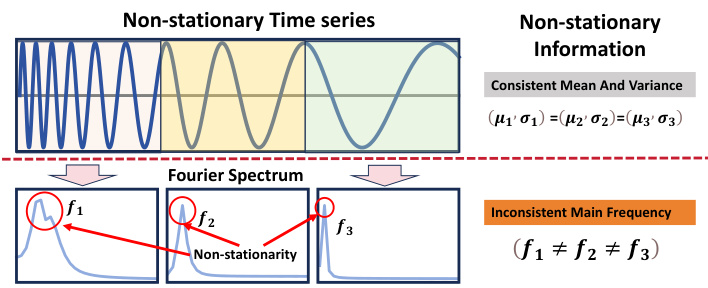 Non-stationary Time series
Non-stationary
Information
Consistent Mean And Variance
(μ₁, σ₁) =(μ₂, σ₂)=(μ₃, σ₃)
Fourier Spectrum
f₁
f₂
f₃
Non-stationarity
Inconsistent Main Frequency
(f₁ ≠ f₂ ≠ f₃)